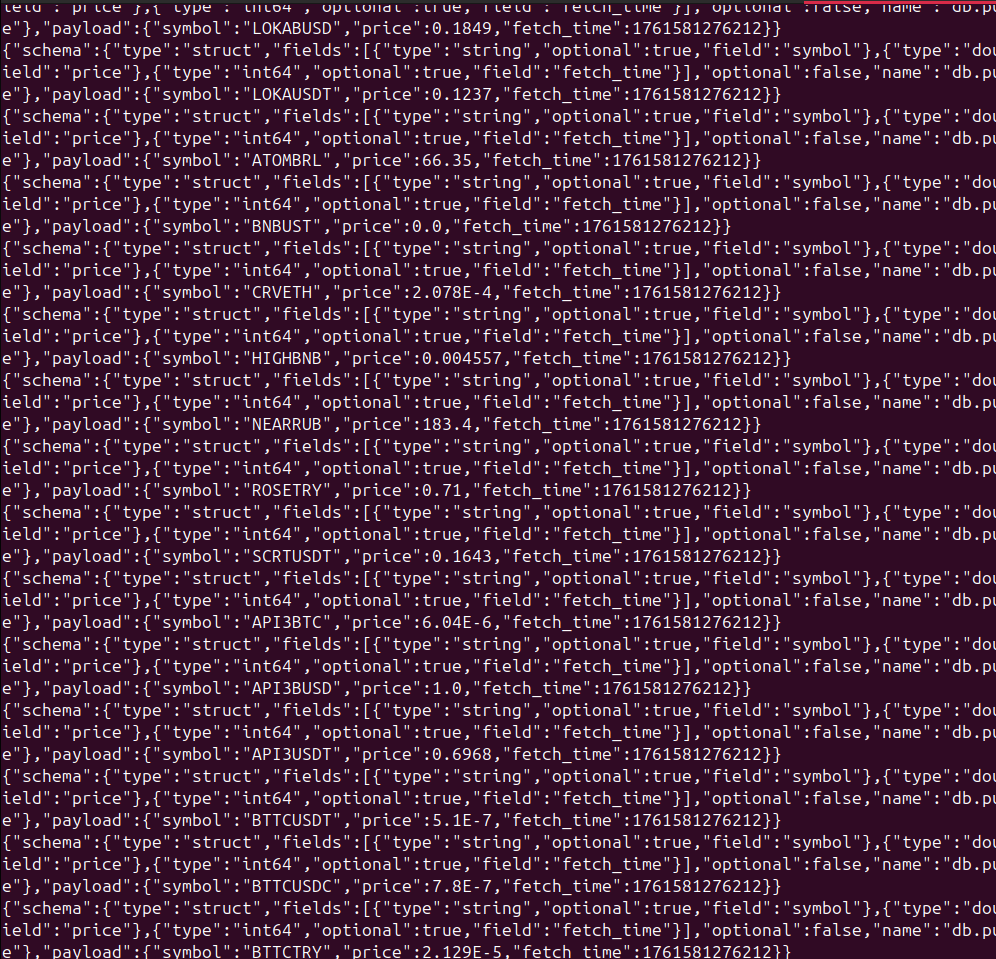 ield":"price"},{"type":"int64","optional":true,"field":"fetch_time"}],"optional":false,"name":"db.pu
e"},"payload":{"symbol":"LOKABUSD","price":0.1849,"fetch_time":1761581276212}}
{"schema":{"type":"struct","fields":[{"type":"string","optional":true,"field":"symbol"},{"type":"dou
ield":"price"},{"type":"int64","optional":true,"field":"fetch_time"}],"optional":false,"name":"db.pu
e"},"payload":{"symbol":"LOKAUSDT","price":0.1237,"fetch_time":1761581276212}}
{"schema":{"type":"struct","fields":[{"type":"string","optional":true,"field":"symbol"},{"type":"dou
ield":"price"},{"type":"int64","optional":true,"field":"fetch_time"}],"optional":false,"name":"db.pu
e"},"payload":{"symbol":"ATOMBRL","price":66.35,"fetch_time":1761581276212}}
{"schema":{"type":"struct","fields":[{"type":"string","optional":true,"field":"symbol"},{"type":"dou
ield":"price"},{"type":"int64","optional":true,"field":"fetch_time"}],"optional":false,"name":"db.pu
e"},"payload":{"symbol":"BNBUST","price":0.0,"fetch_time":1761581276212}}
{"schema":{"type":"struct","fields":[{"type":"string","optional":true,"field":"symbol"},{"type":"dou
ield":"price"},{"type":"int64","optional":true,"field":"fetch_time"}],"optional":false,"name":"db.pu
e"},"payload":{"symbol":"CRVETH","price":2.078E-4,"fetch_time":1761581276212}}
{"schema":{"type":"struct","fields":[{"type":"string","optional":true,"field":"symbol"},{"type":"dou
ield":"price"},{"type":"int64","optional":true,"field":"fetch_time"}],"optional":false,"name":"db.pu
e"},"payload":{"symbol":"HIGHBNB","price":0.004557,"fetch_time":1761581276212}}
{"schema":{"type":"struct","fields":[{"type":"string","optional":true,"field":"symbol"},{"type":"dou
ield":"price"},{"type":"int64","optional":true,"field":"fetch_time"}],"optional":false,"name":"db.pu
e"},"payload":{"symbol":"NEARRUB","price":183.4,"fetch_time":1761581276212}}
{"schema":{"type":"struct","fields":[{"type":"string","optional":true,"field":"symbol"},{"type":"dou
ield":"price"},{"type":"int64","optional":true,"field":"fetch_time"}],"optional":false,"name":"db.pu
e"},"payload":{"symbol":"ROSETRY","price":0.71,"fetch_time":1761581276212}}
{"schema":{"type":"struct","fields":[{"type":"string","optional":true,"field":"symbol"},{"type":"dou
ield":"price"},{"type":"int64","optional":true,"field":"fetch_time"}],"optional":false,"name":"db.pu
e"},"payload":{"symbol":"SCRTUSDT","price":0.1643,"fetch_time":1761581276212}}
{"schema":{"type":"struct","fields":[{"type":"string","optional":true,"field":"symbol"},{"type":"dou
ield":"price"},{"type":"int64","optional":true,"field":"fetch_time"}],"optional":false,"name":"db.pu
e"},"payload":{"symbol":"API3BTC","price":6.04E-6,"fetch_time":1761581276212}}
{"schema":{"type":"struct","fields":[{"type":"string","optional":true,"field":"symbol"},{"type":"dou
ield":"price"},{"type":"int64","optional":true,"field":"fetch_time"}],"optional":false,"name":"db.pu
e"},"payload":{"symbol":"API3BUSD","price":1.0,"fetch_time":1761581276212}}
{"schema":{"type":"struct","fields":[{"type":"string","optional":true,"field":"symbol"},{"type":"dou
ield":"price"},{"type":"int64","optional":true,"field":"fetch_time"}],"optional":false,"name":"db.pu
e"},"payload":{"symbol":"API3USDT","price":0.6968,"fetch_time":1761581276212}}
{"schema":{"type":"struct","fields":[{"type":"string","optional":true,"field":"symbol"},{"type":"dou
ield":"price"},{"type":"int64","optional":true,"field":"fetch_time"}],"optional":false,"name":"db.pu
e"},"payload":{"symbol":"BTTCUSDT","price":5.1E-7,"fetch_time":1761581276212}}
{"schema":{"type":"struct","fields":[{"type":"string","optional":true,"field":"symbol"},{"type":"dou
ield":"price"},{"type":"int64","optional":true,"field":"fetch_time"}],"optional":false,"name":"db.pu
e"},"payload":{"symbol":"BTTCUSDC","price":7.8E-7,"fetch_time":1761581276212}}
{"schema":{"type":"struct","fields":[{"type":"string","optional":true,"field":"symbol"},{"type":"dou
ield":"price"},{"type":"int64","optional":true,"field":"fetch_time"}],"optional":false,"name":"db.pu
e"},"payload":{"symbol":"BTTCTRY","price":2.129E-5,"fetch_time":1761581276212}}